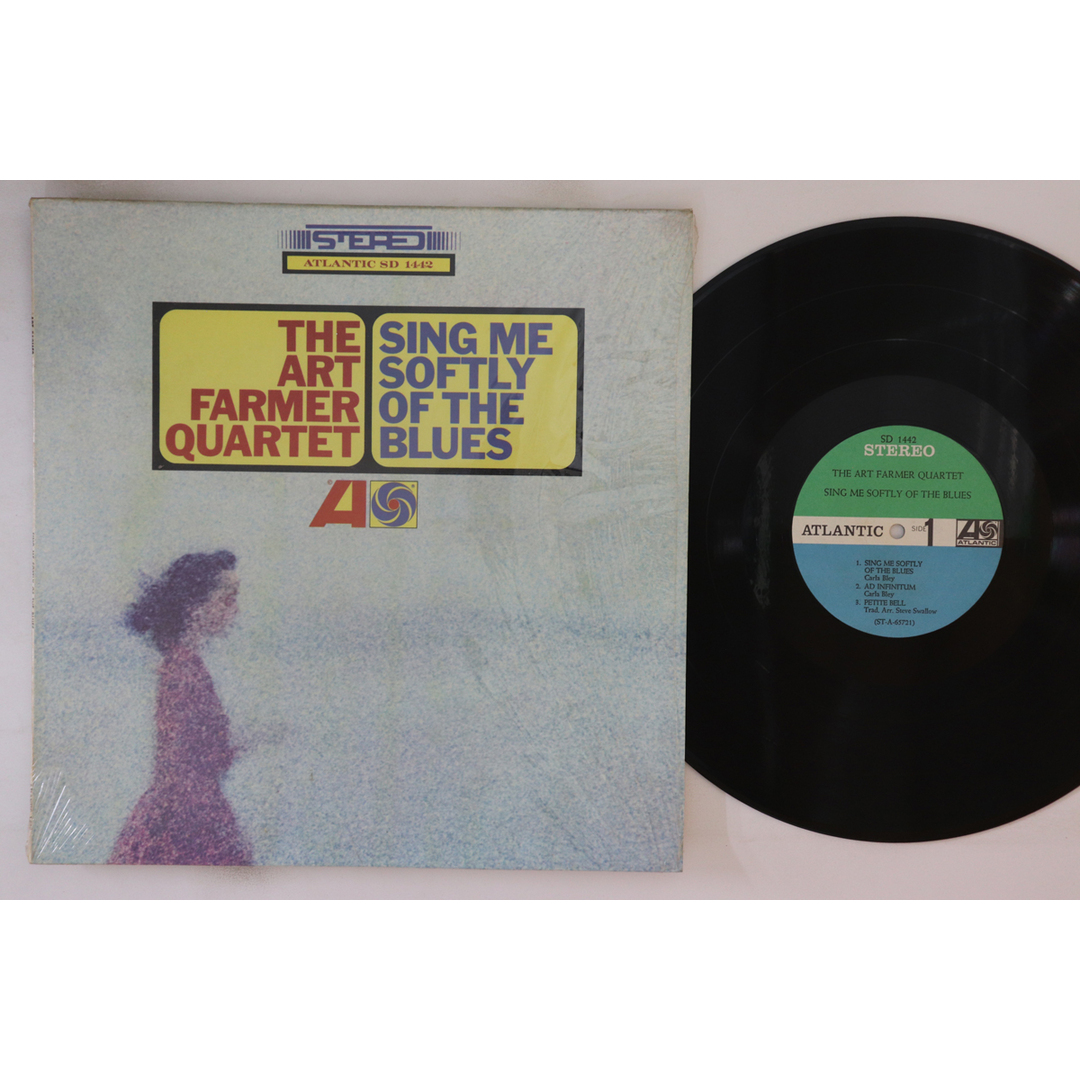 STEREO
ATLANTIC SD 1442
THE
ART
FARMER
QUARTET
SING ME
SOFTLY
OF THE
BLUES
A
SD 1442
STEREO
THE ART FARMER QUARTET
SING ME SOFTLY OF THE BLUES
ATLANTIC
SIDE 1
ATLANTIC
1. SING ME SOFTLY
OF THE BLUES
Carla Bley
2. AD INFINITUM
Carla Bley
3. PETITE BELL
Trad. Arr. Steve Swallow
(ST-A-65721)